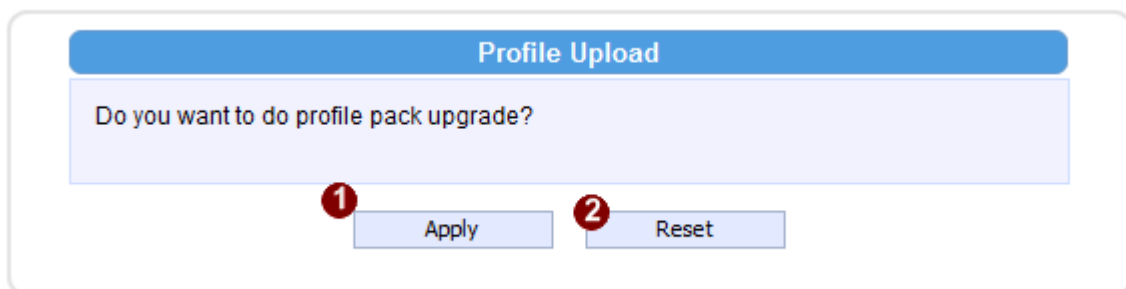 Profile Upload
Do you want to do profile pack upgrade?
1 Apply 2 Reset